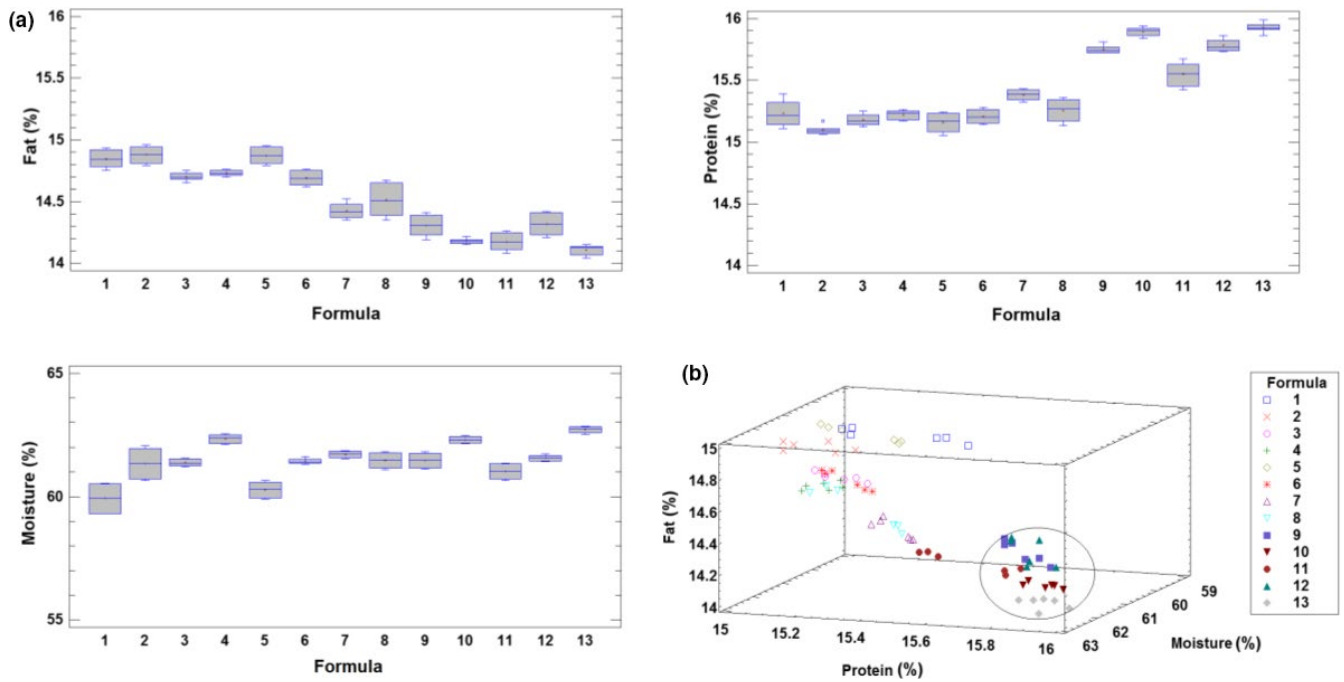 (a)
16
15.5
15
14.5
14
Fat (%)
1 2 3 4 5 6 7 8 9 10 11 12 13
Formula
16
15.5
15
14.5
14
Protein (%)
1 2 3 4 5 6 7 8 9 10 11 12 13
Formula
65
60
55
Moisture (%)
1 2 3 4 5 6 7 8 9 10 11 12 13
Formula
(b)
15
14.8
14.6
14.4
14.2
14
Fat (%)
15 15.2 15.4 15.6 15.8 16
Protein (%)
63 62 61 60 59
Moisture (%)
Formula
1
2
3
4
5
6
7
8
9
10
11
12
13